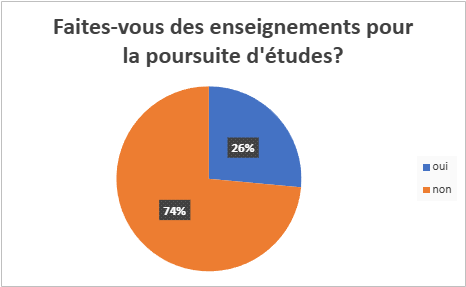 Faites-vous des enseignements pour
la poursuite d'études?
26%
74%
oui
non